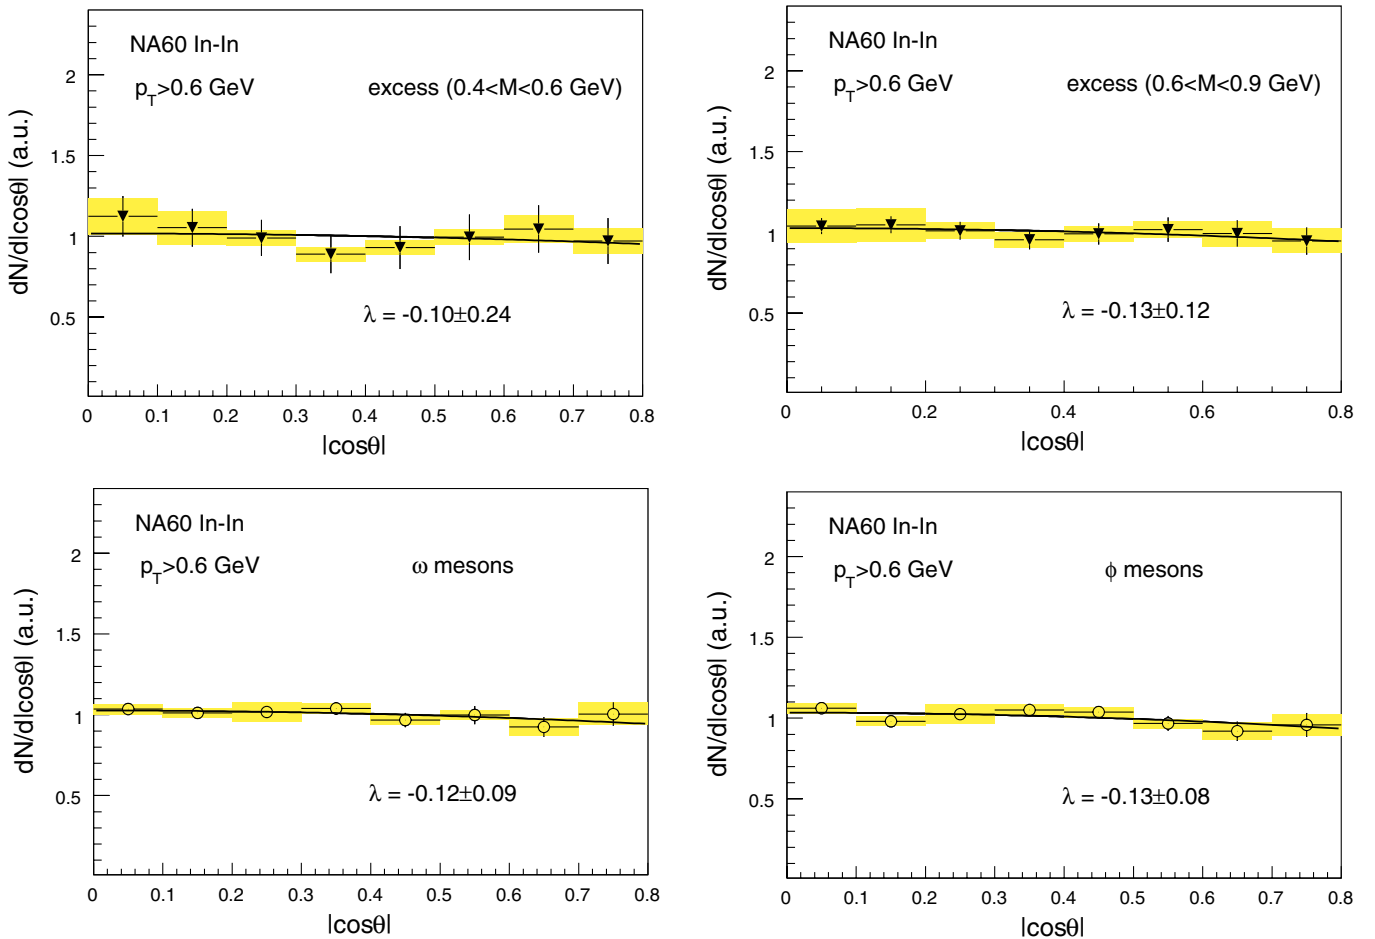 NA60 In-In
p_T>0.6 GeV
excess (0.4<M<0.6 GeV)
dN/d|cosθ| (a.u.)
2
1.5
1
0.5
λ = -0.10±0.24
0 0.1 0.2 0.3 0.4 0.5 0.6 0.7 0.8
|cosθ|
NA60 In-In
p_T>0.6 GeV
excess (0.6<M<0.9 GeV)
dN/d|cosθ| (a.u.)
2
1.5
1
0.5
λ = -0.13±0.12
0 0.2 0.4 0.6 0.8
|cosθ|
NA60 In-In
p_T>0.6 GeV
ω mesons
dN/d|cosθ| (a.u.)
2
1.5
1
0.5
λ = -0.12±0.09
0 0.1 0.2 0.3 0.4 0.5 0.6 0.7 0.8
|cosθ|
NA60 In-In
p_T>0.6 GeV
ϕ mesons
dN/d|cosθ| (a.u.)
2
1.5
1
0.5
λ = -0.13±0.08
0 0.1 0.2 0.3 0.4 0.5 0.6 0.7 0.8
|cosθ|